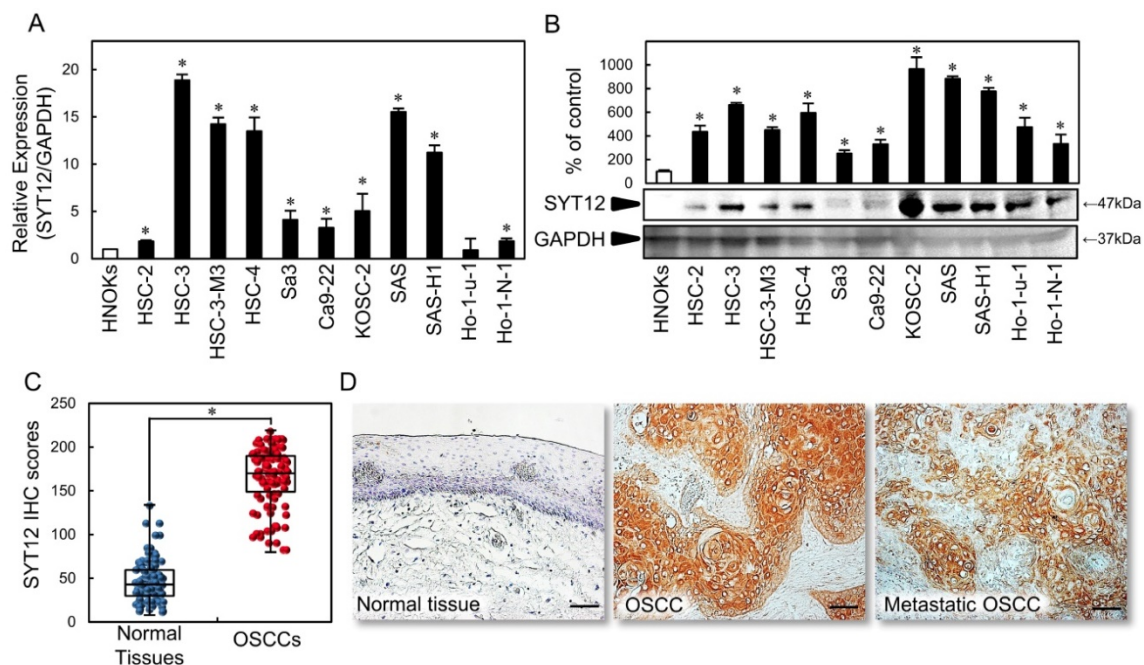 A
Relative Expression
(SYT12/GAPDH)
20
15
10
5
0
* * * * * * * * * *
HNOKs
HSC-2
HSC-3
HSC-3-M3
HSC-4
Sa3
Ca9-22
KOSC-2
SAS
SAS-H1
Ho-1-u-1
Ho-1-N-1
B
% of control
1000
800
600
400
200
0
* * * * * * * * * * *
SYT12
←47kDa
GAPDH
←37kDa
HNOKs
HSC-2
HSC-3
HSC-3-M3
HSC-4
Sa3
Ca9-22
KOSC-2
SAS
SAS-H1
Ho-1-u-1
Ho-1-N-1
C
SYT12 IHC scores
250
200
150
100
50
0
*
Normal
Tissues
OSCCs
D
Normal tissue
OSCC
Metastatic OSCC